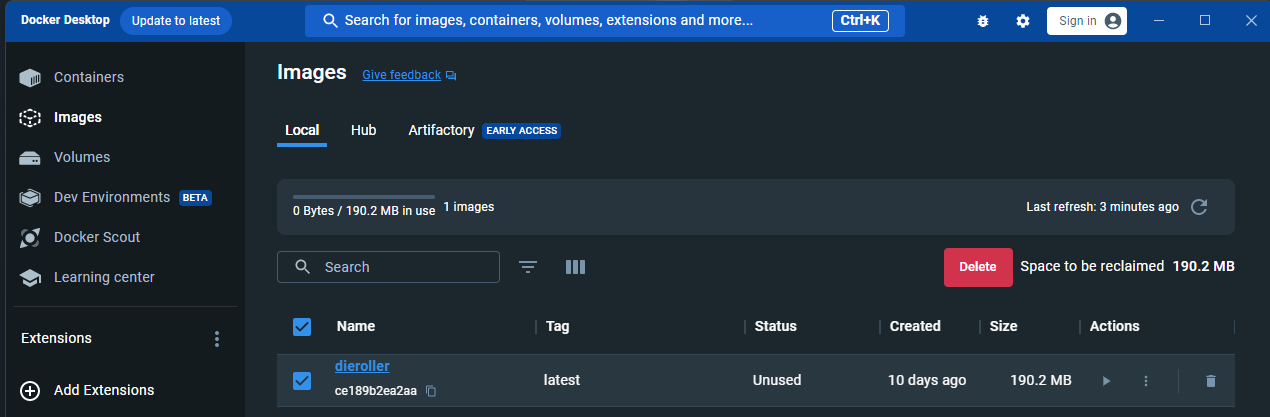 Docker Desktop Update to latest Search for images, containers, volumes, extensions and more... Ctrl+K Sign in
Containers
Images
Volumes
Dev Environments BETA
Docker Scout
Learning center
Extensions
Add Extensions
Images Give feedback
Local Hub Artifactory EARLY ACCESS
0 Bytes / 190.2 MB in use 1 images Last refresh: 3 minutes ago
Search Delete Space to be reclaimed 190.2 MB
Name Tag Status Created Size Actions
dieroller
ce189b2ea2aa latest Unused 10 days ago 190.2 MB